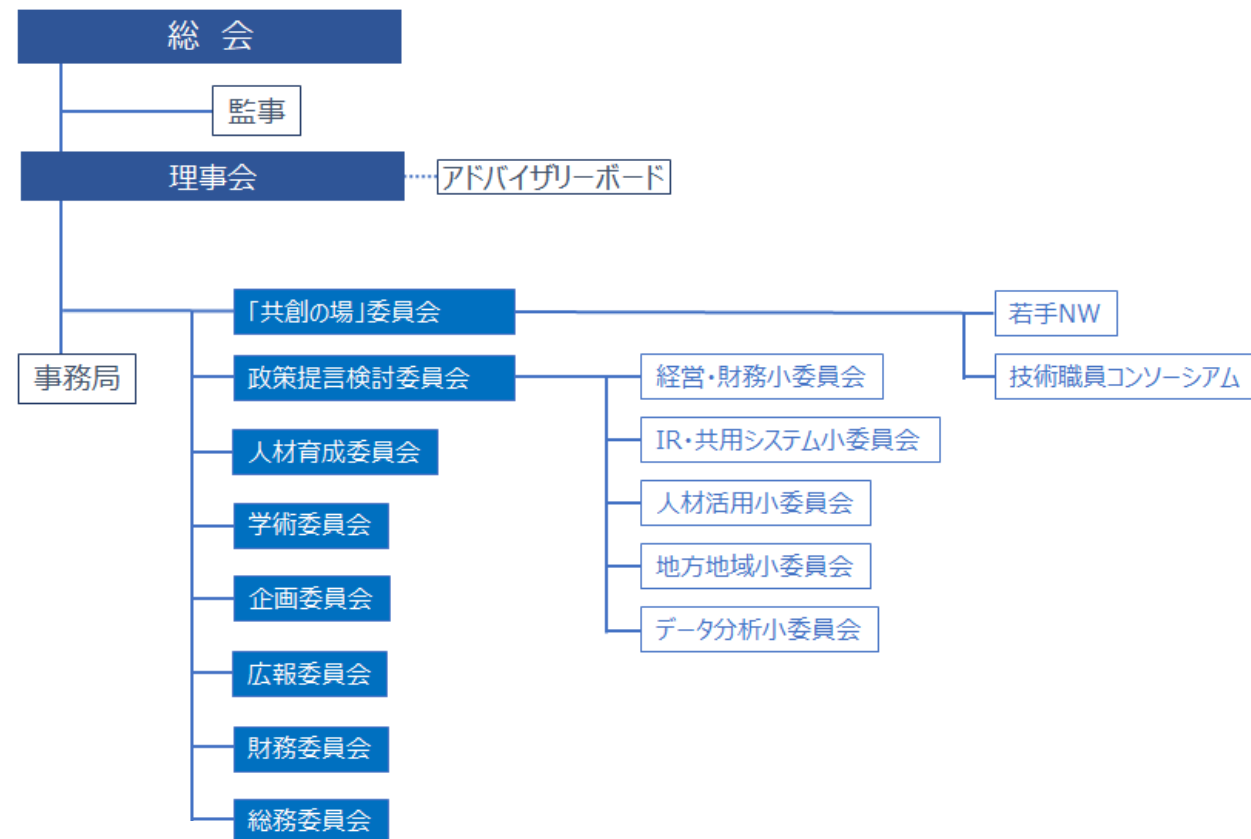 総 会
監事
理事会
アドバイザリーボード
「共創の場」委員会
若手NW
事務局
政策提言検討委員会
経営・財務小委員会
技術職員コンソーシアム
人材育成委員会
IR・共用システム小委員会
学術委員会
人材活用小委員会
企画委員会
地方地域小委員会
広報委員会
データ分析小委員会
財務委員会
総務委員会